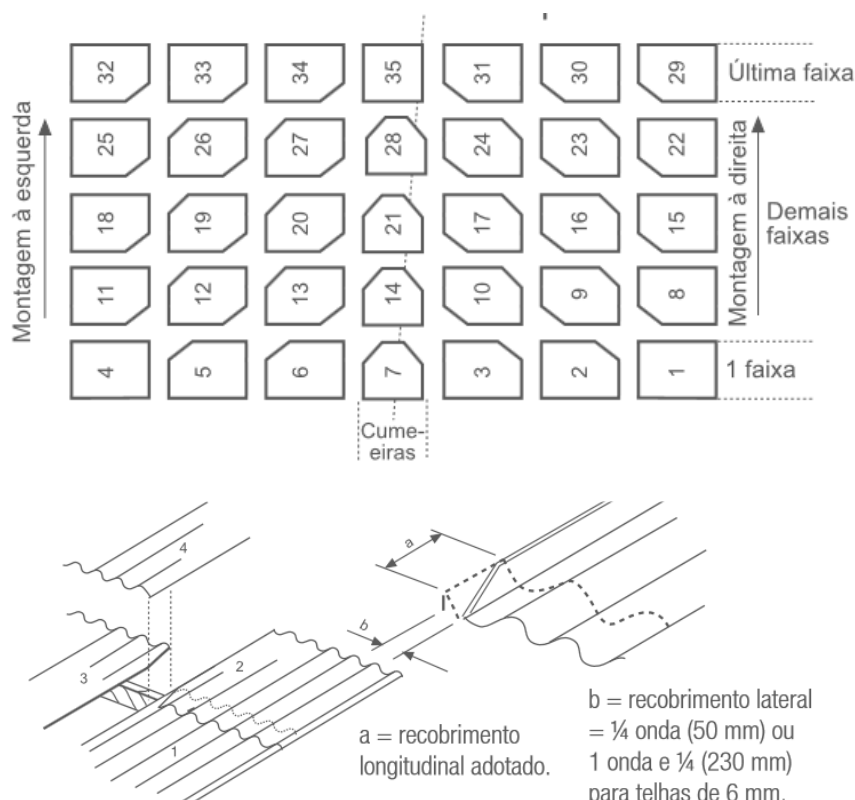 32 33 34 35 31 30 29 Última faixa
25 26 27 28 24 23 22
18 19 20 21 17 16 15 Demais
faixas
11 12 13 14 10 9 8
4 5 6 7 3 2 1 1 faixa
Montagem à esquerda
Montagem à direita
Cume-
eiras
4
3
2
1
a
b
a = recobrimento
longitudinal adotado.
b = recobrimento lateral
= ¼ onda (50 mm) ou
1 onda e ¼ (230 mm)
para telhas de 6 mm.